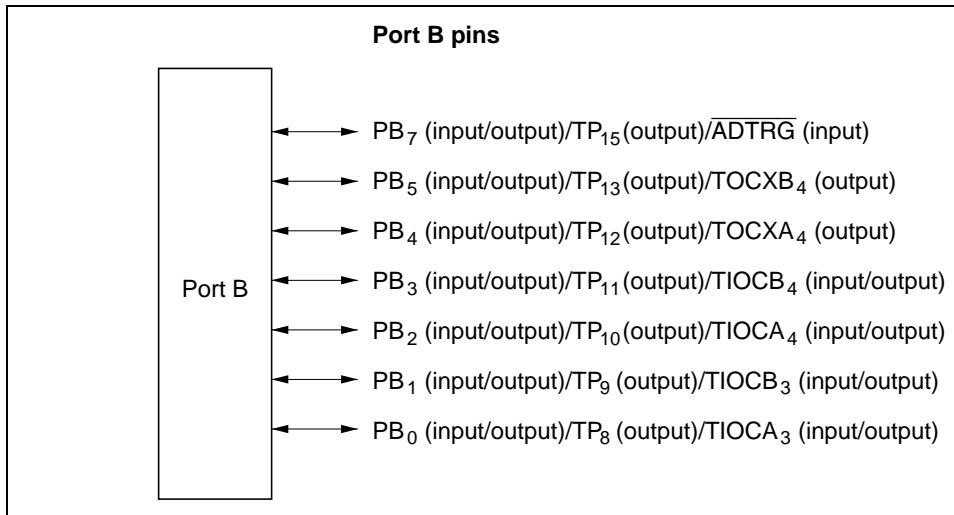 Port B pins
PB₇ (input/output)/TP₁₅(output)/A̅D̅T̅R̅G̅ (input)
PB₅ (input/output)/TP₁₃(output)/TOCXB₄ (output)
PB₄ (input/output)/TP₁₂(output)/TOCXA₄ (output)
Port B
PB₃ (input/output)/TP₁₁(output)/TIOCB₄ (input/output)
PB₂ (input/output)/TP₁₀(output)/TIOCA₄ (input/output)
PB₁ (input/output)/TP₉ (output)/TIOCB₃ (input/output)
PB₀ (input/output)/TP₈ (output)/TIOCA₃ (input/output)